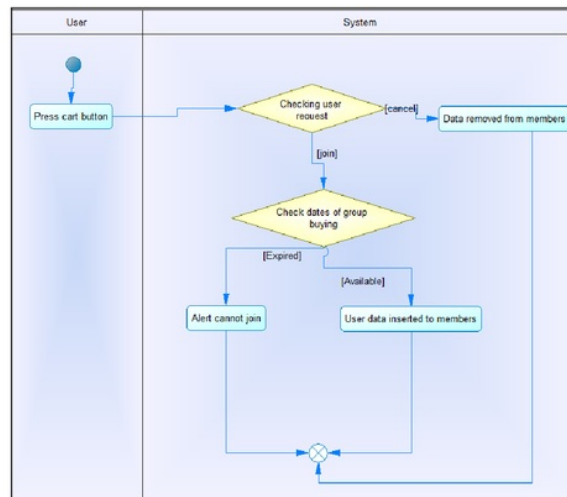 User
System
Press cart button
Checking user
request
[cancel]
Data removed from members
[join]
Check dates of group
buying
[Expired]
[Available]
Alert cannot join
User data inserted to members